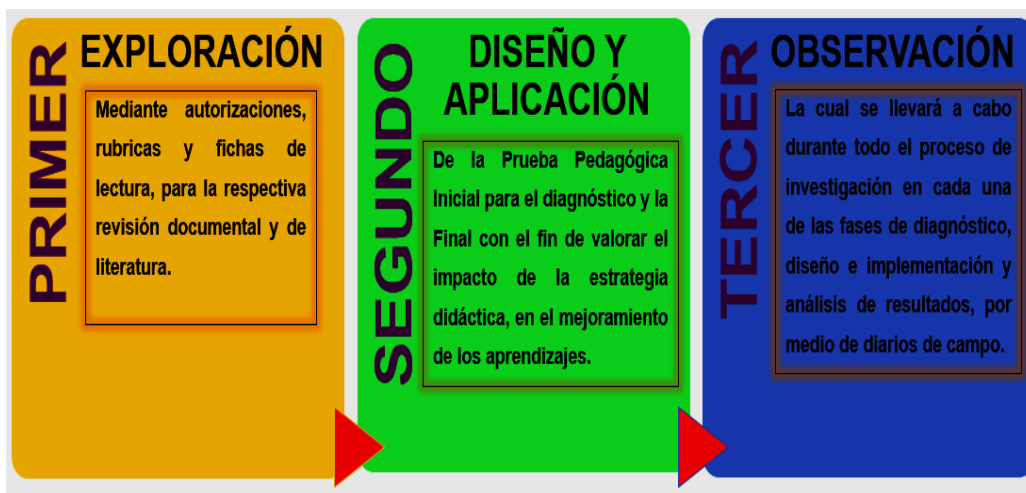 PRIMER
EXPLORACIÓN
Mediante autorizaciones,
rubricas y fichas de
lectura, para la respectiva
revisión documental y de
literatura.
SEGUNDO
DISEÑO Y
APLICACIÓN
De la Prueba Pedagógica
Inicial para el diagnóstico y la
Final con el fin de valorar el
impacto de la estrategia
didáctica, en el mejoramiento
de los aprendizajes.
TERCER
OBSERVACIÓN
La cual se llevará a cabo
durante todo el proceso de
investigación en cada una
de las fases de diagnóstico,
diseño e implementación y
análisis de resultados, por
medio de diarios de campo.